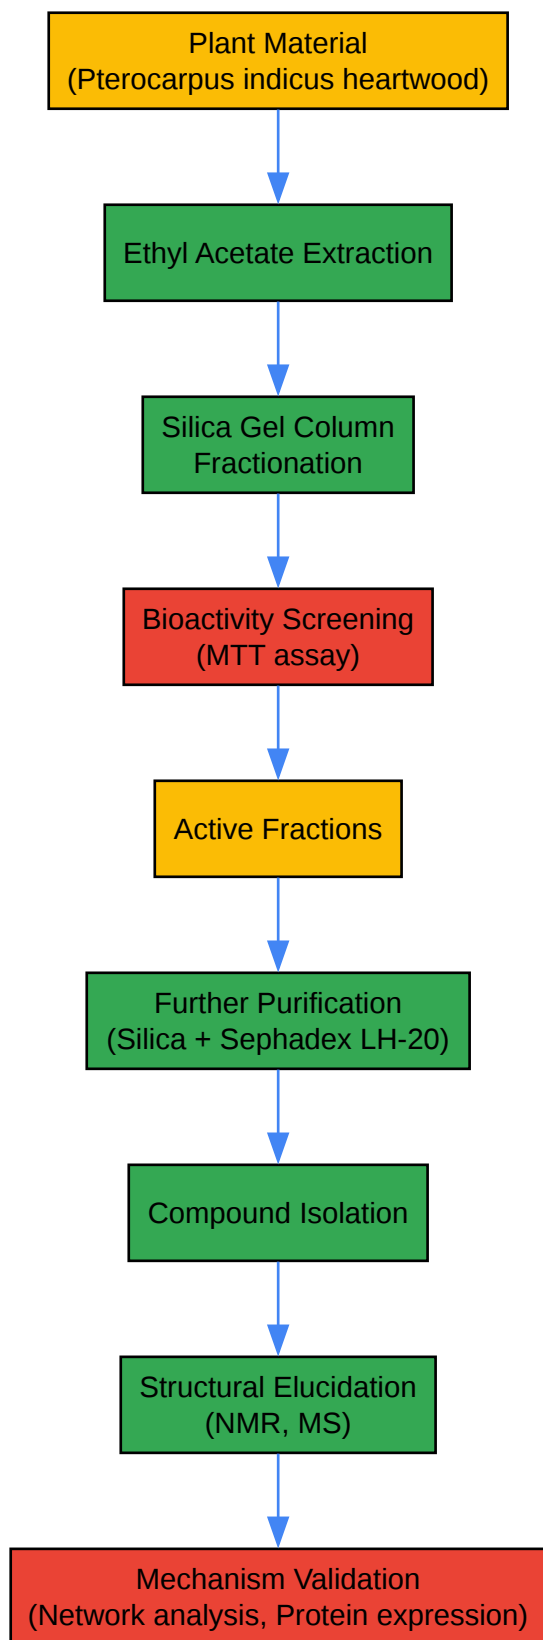 Plant Material
(Pterocarpus indicus heartwood)
Ethyl Acetate Extraction
Silica Gel Column
Fractionation
Bioactivity Screening
(MTT assay)
Active Fractions
Further Purification
(Silica + Sephadex LH-20)
Compound Isolation
Structural Elucidation
(NMR, MS)
Mechanism Validation
(Network analysis, Protein expression)